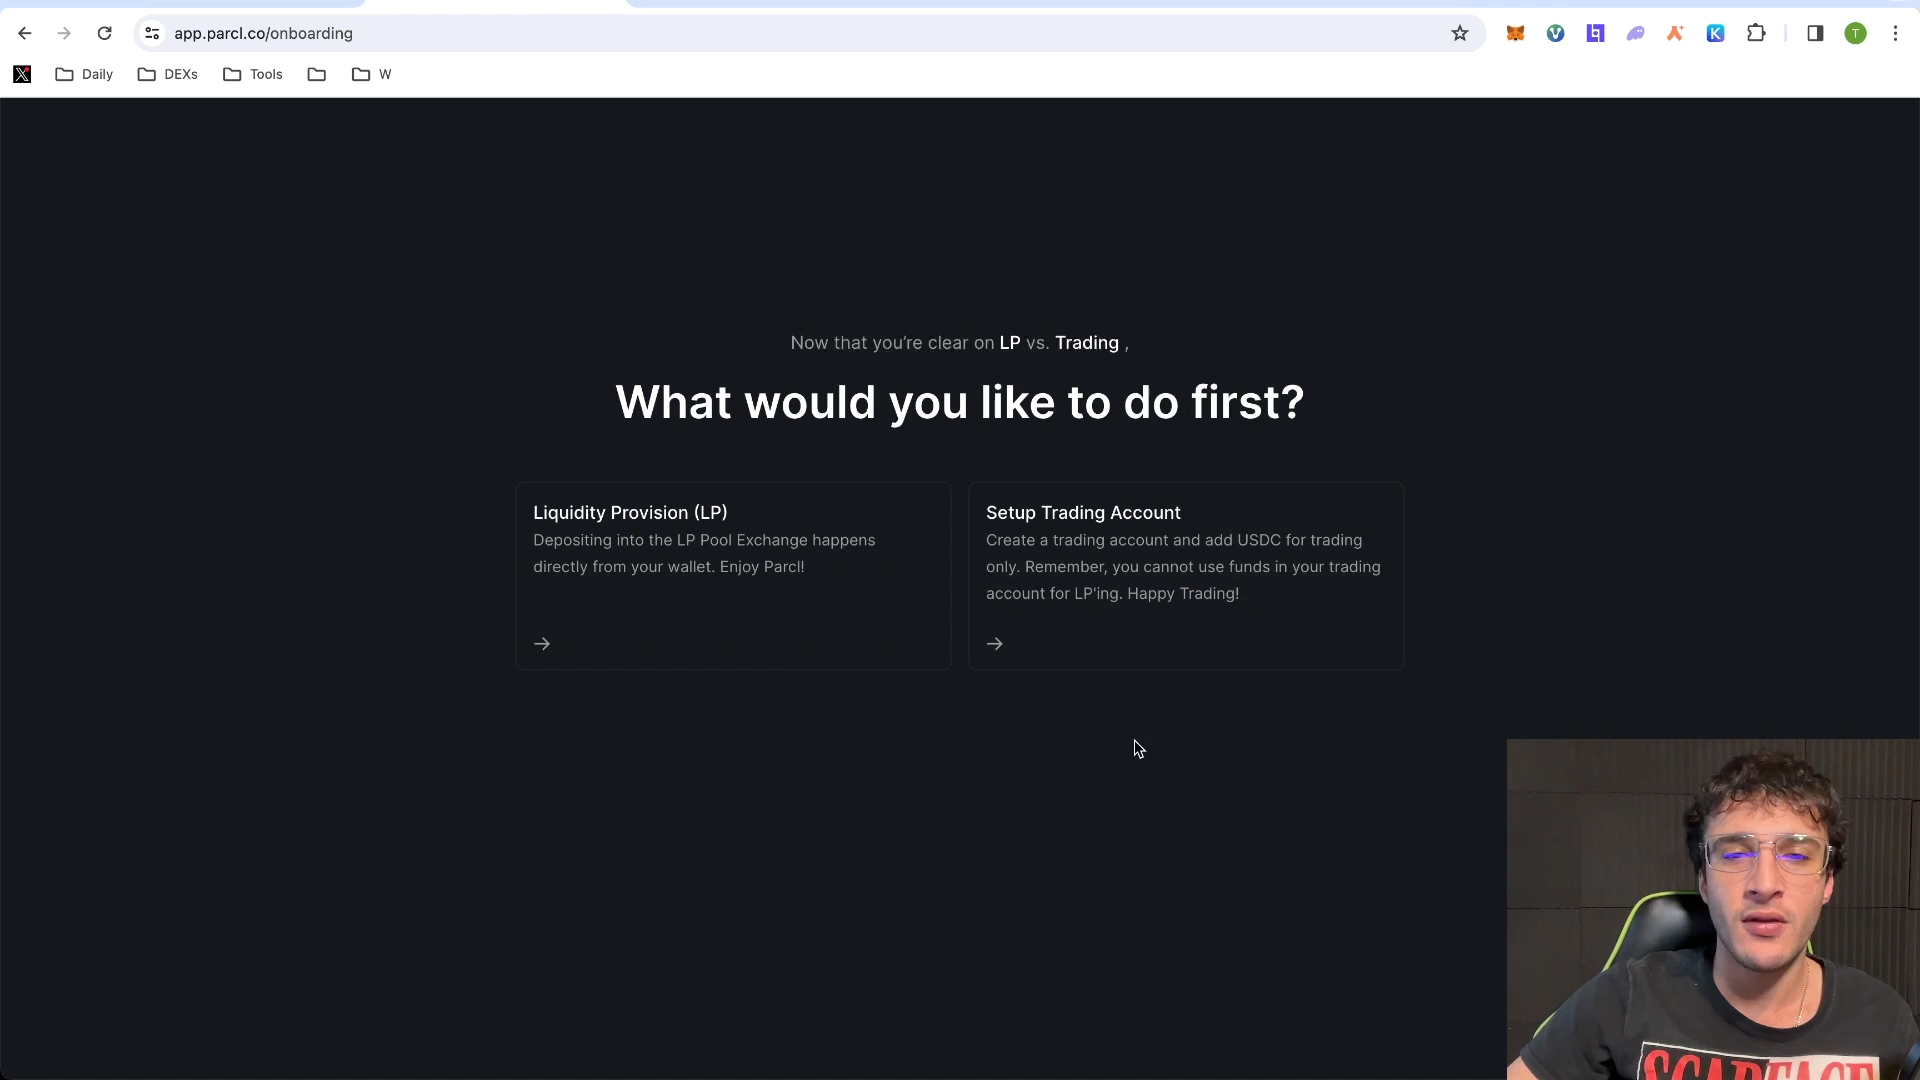 app.parcl.co/onboarding
T
Daily
DEXs
Tools
W
Now that you’re clear on LP vs. Trading ,
What would you like to do first?
Liquidity Provision (LP)
Depositing into the LP Pool Exchange happens
directly from your wallet. Enjoy Parcl!
Setup Trading Account
Create a trading account and add USDC for trading
only. Remember, you cannot use funds in your trading
account for LP'ing. Happy Trading!
SCARFACE